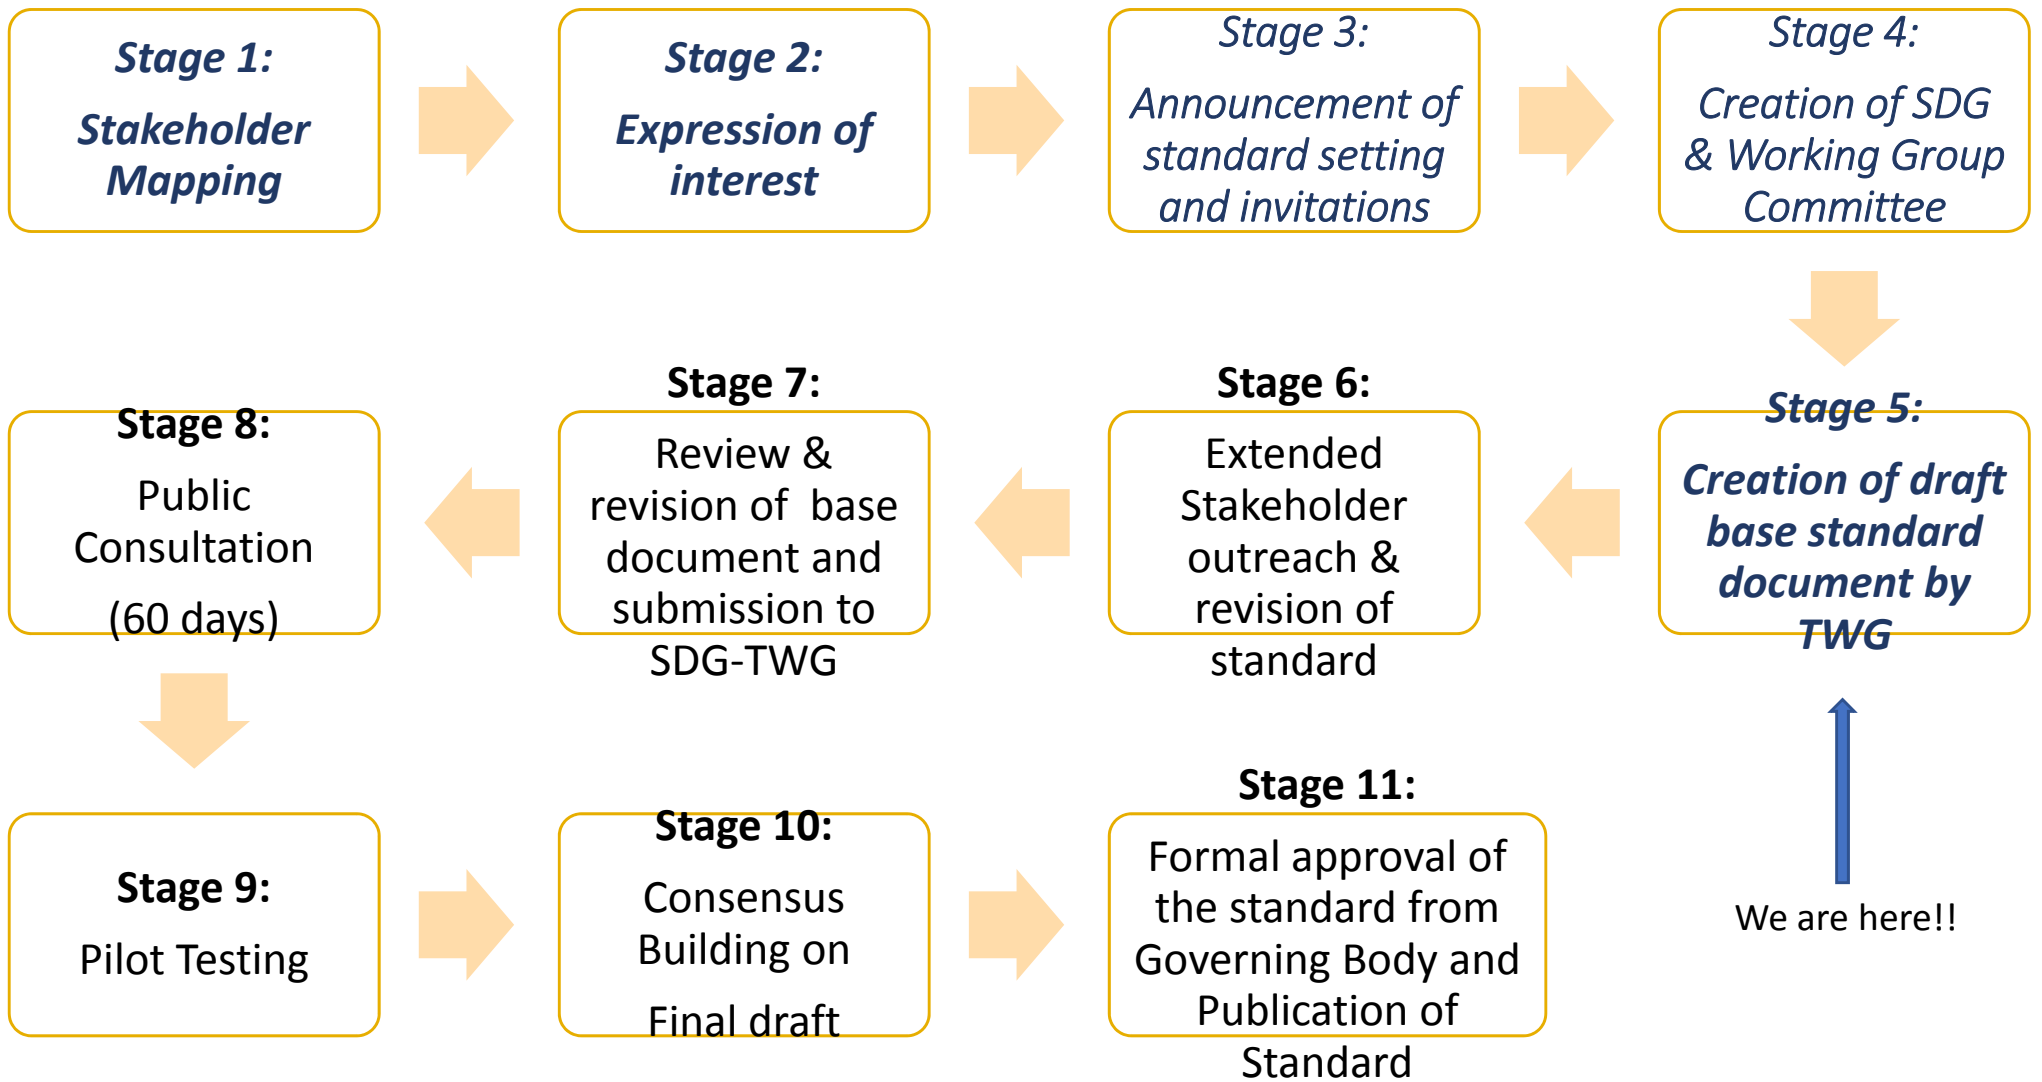 Stage 1:
Stakeholder
Mapping
Stage 2:
Expression of
interest
Stage 3:
Announcement of
standard setting
and invitations
Stage 4:
Creation of SDG
& Working Group
Committee
Stage 5:
Creation of draft
base standard
document by
TWG
Stage 6:
Extended
Stakeholder
outreach &
revision of
standard
Stage 7:
Review &
revision of base
document and
submission to
SDG-TWG
Stage 8:
Public
Consultation
(60 days)
Stage 9:
Pilot Testing
Stage 10:
Consensus
Building on
Final draft
Stage 11:
Formal approval of
the standard from
Governing Body and
Publication of
Standard
We are here!!